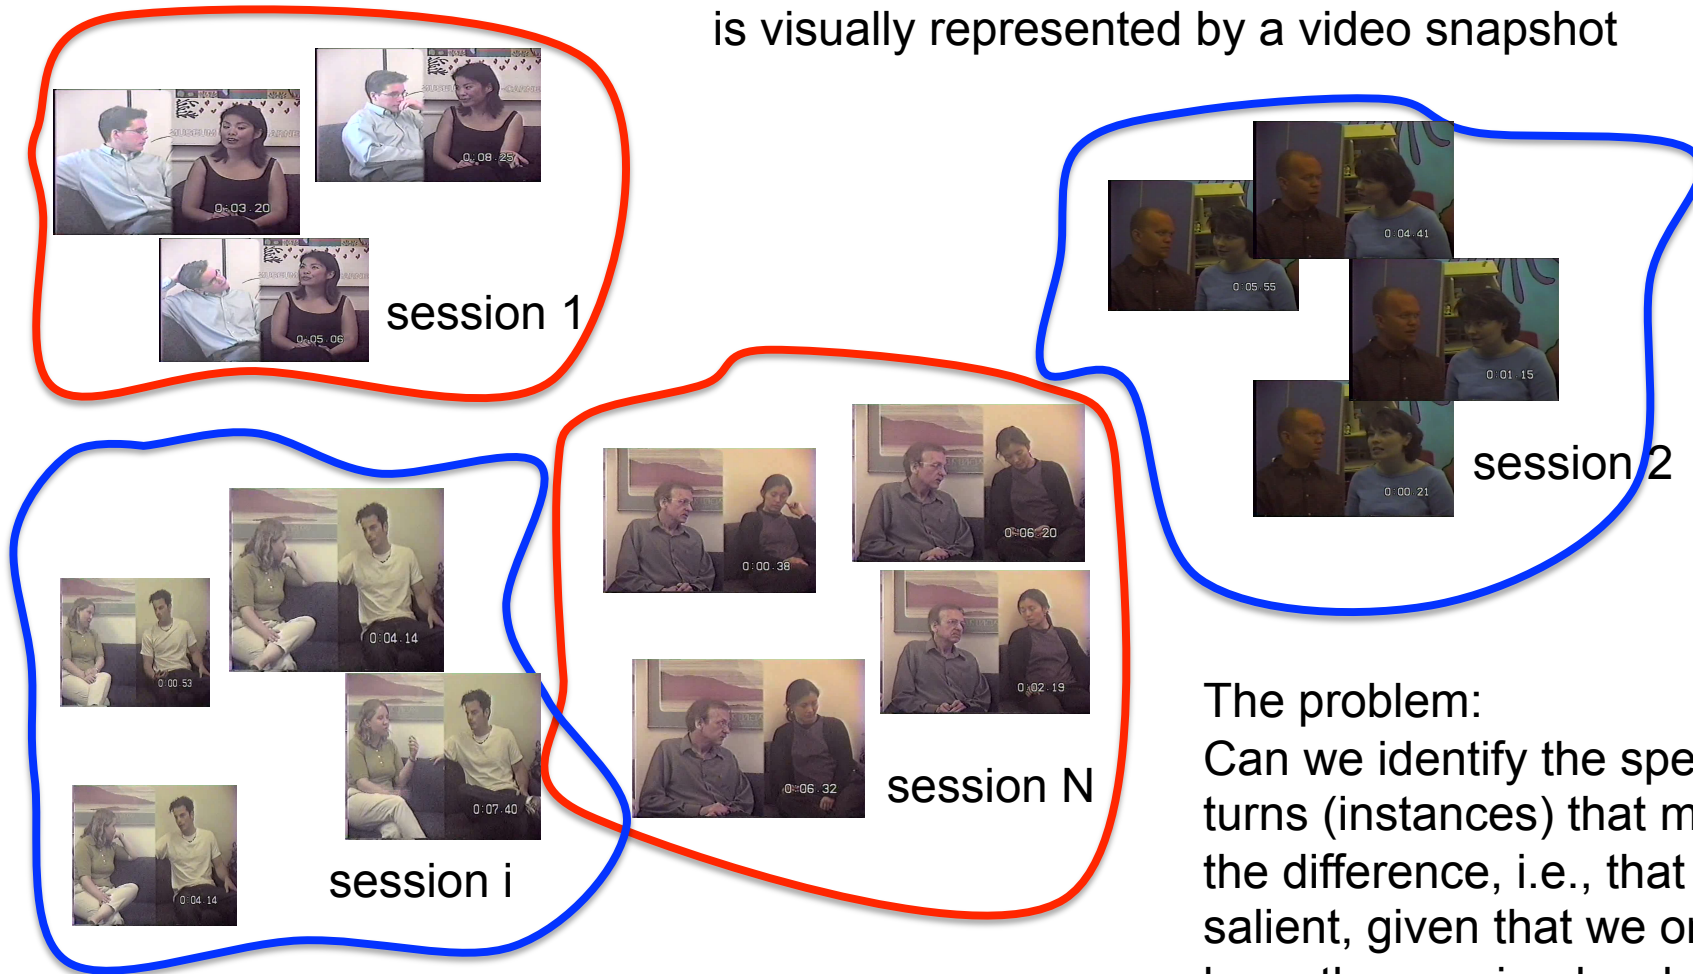 is visually represented by a video snapshot
0:03.20
0:08.25
0:05 06
session 1
0:04.41
0:05.55
0:01.15
0:00 21
session 2
0:04.14
0:00.53
0:07.40
0:04 14
session i
0:00.38
0:06 20
0:02.19
0:06 32
session N
The problem:
Can we identify the spe
turns (instances) that m
the difference, i.e., that
salient, given that we